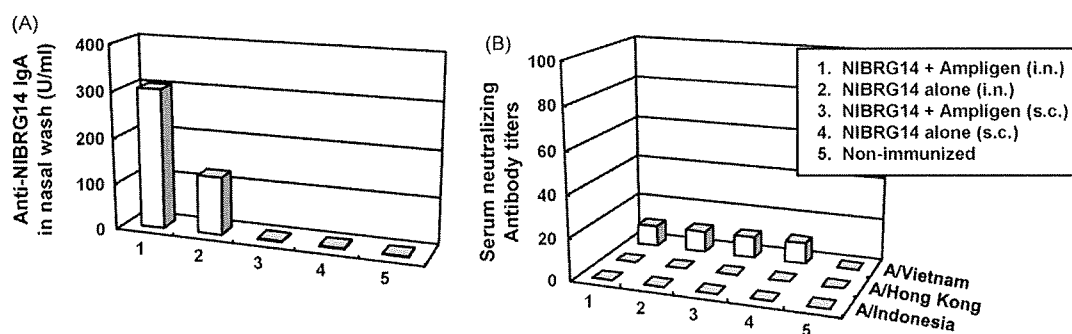 (A)
Anti-NIBRG14 IgA
in nasal wash (U/ml)
400
300
200
100
0
1
2
3
4
5
(B)
Serum neutralizing
Antibody titers
100
80
60
40
20
0
1
2
3
4
5
A/Vietnam
A/Hong Kong
A/Indonesia
1. NIBRG14 + Ampligen (i.n.)
2. NIBRG14 alone (i.n.)
3. NIBRG14 + Ampligen (s.c.)
4. NIBRG14 alone (s.c.)
5. Non-immunized